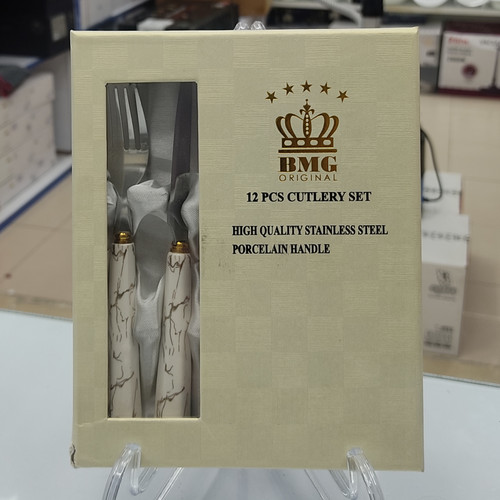 BMG
ORIGINAL
12 PCS CUTLERY SET
HIGH QUALITY STAINLESS STEEL
PORCELAIN HANDLE